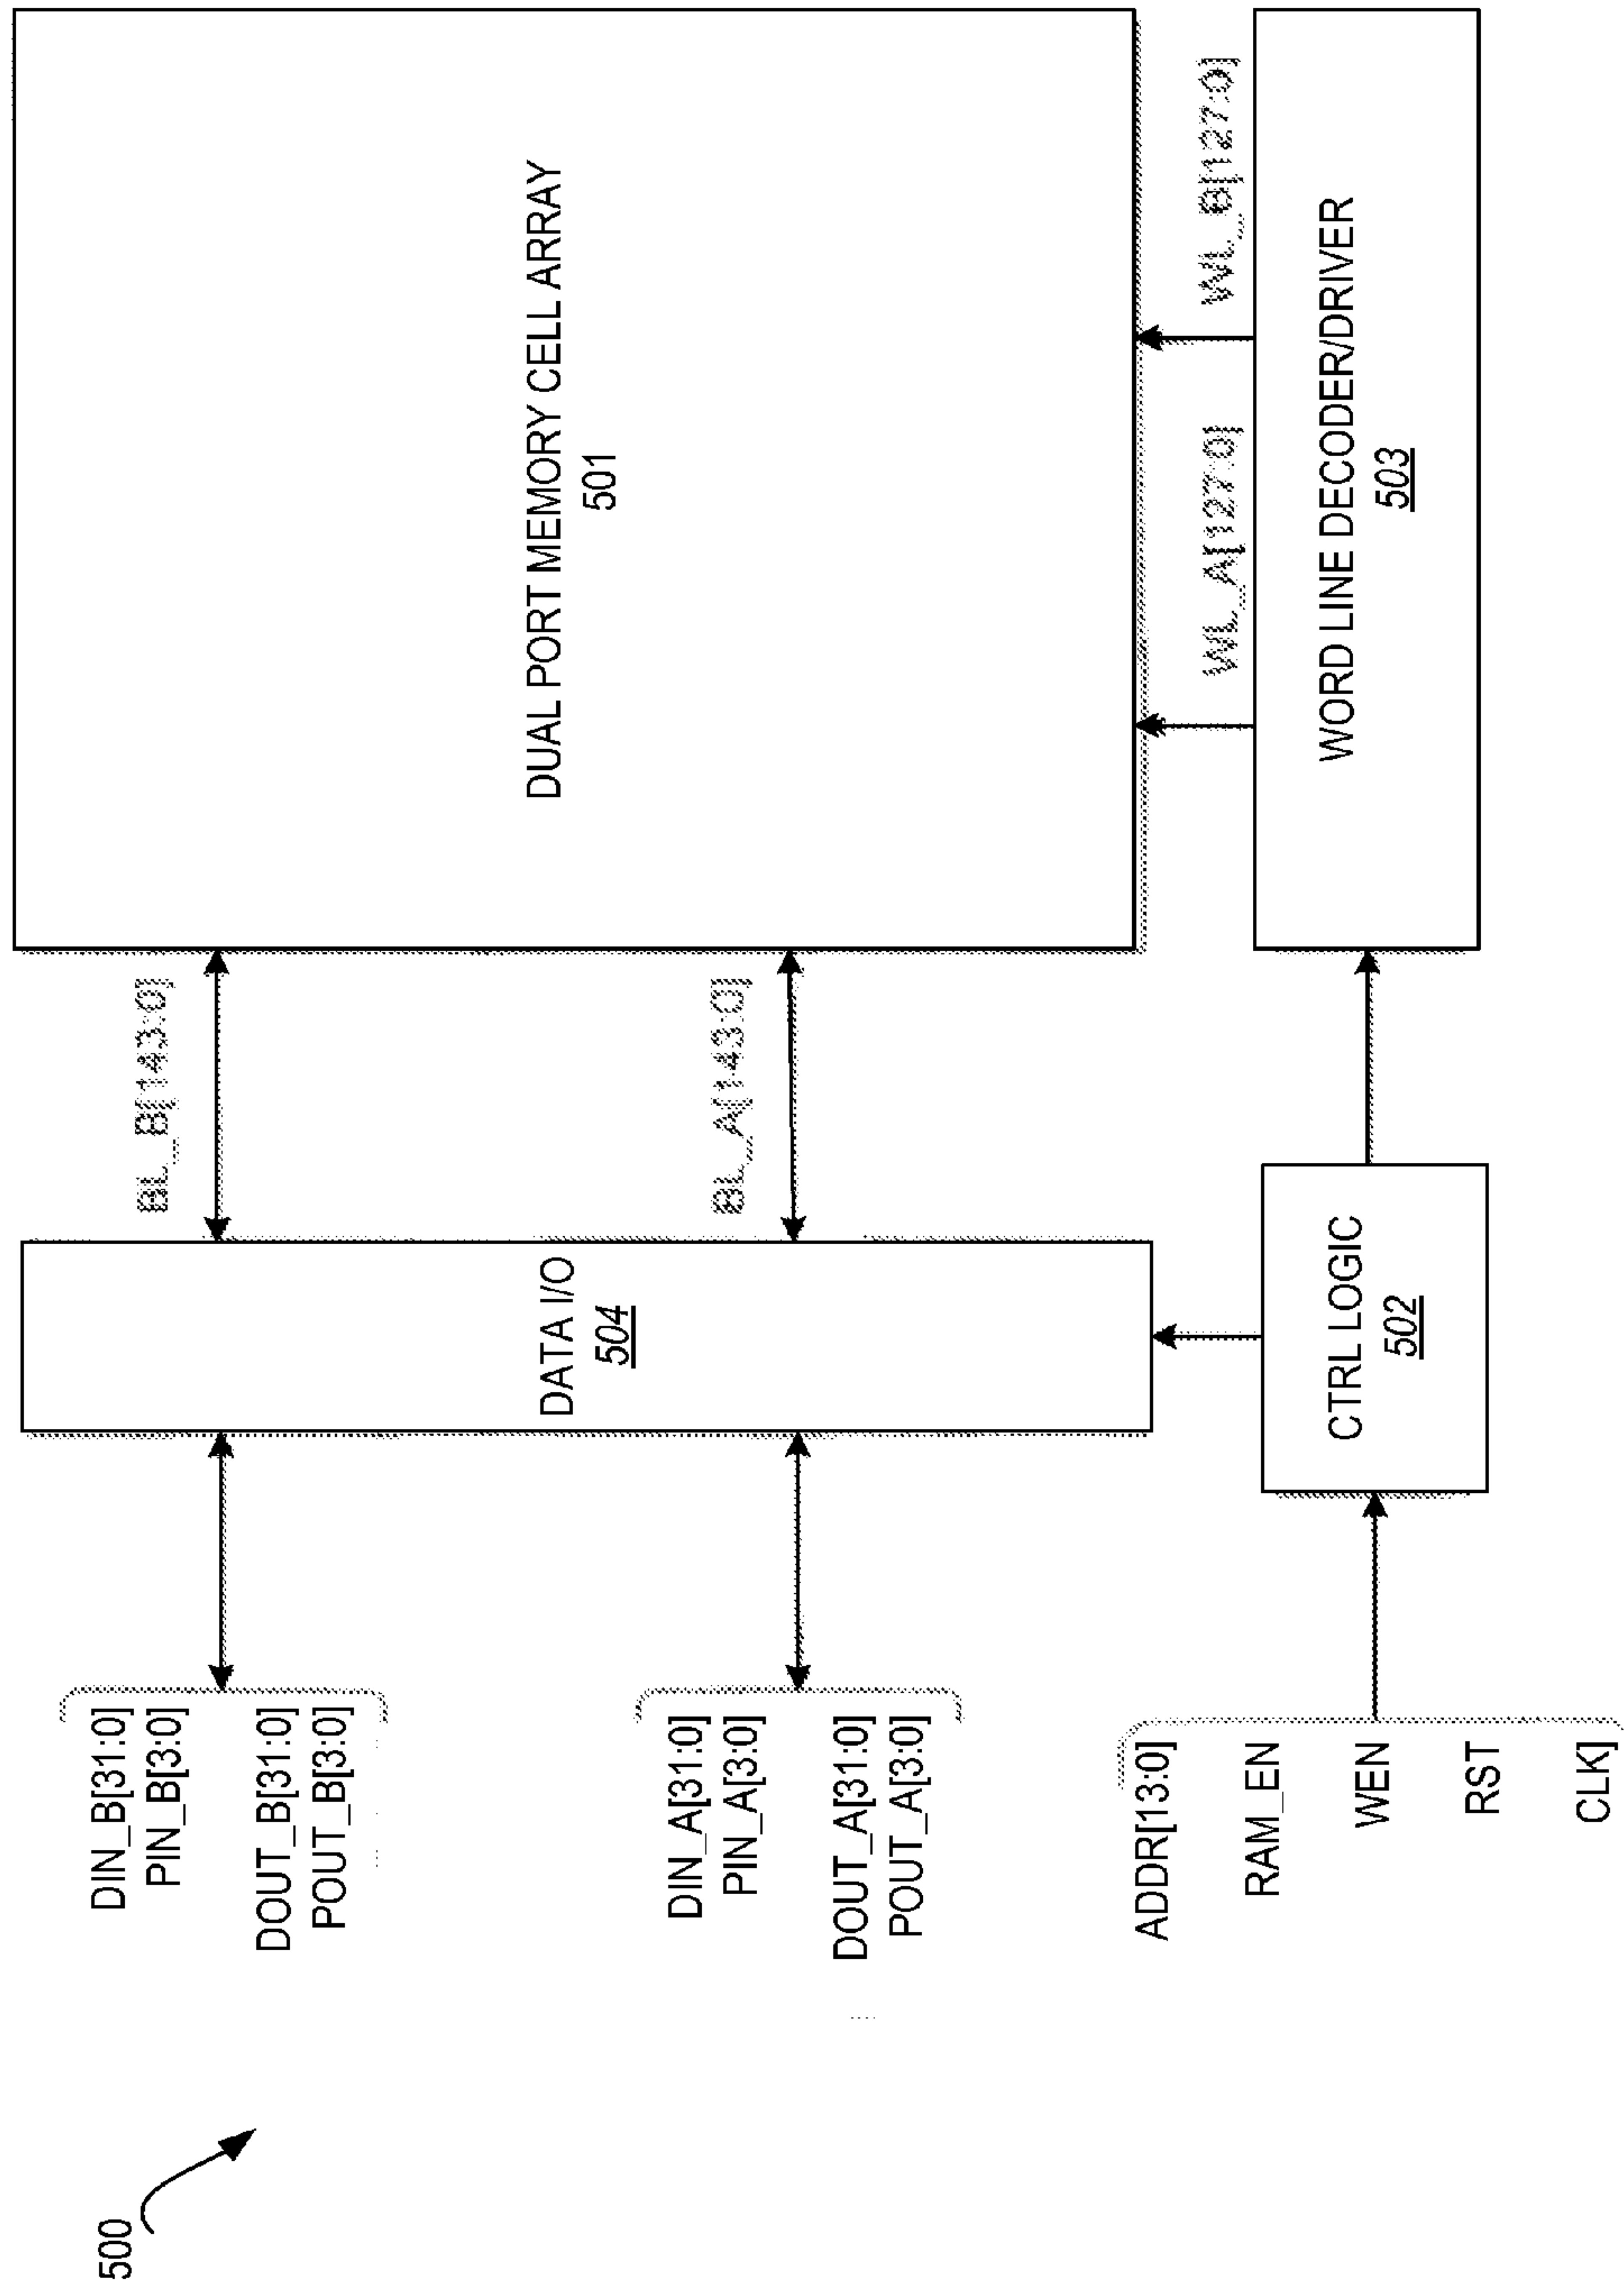 500
DIN_B[31:0]
PIN_B[3:0]
DOUT_B[31:0]
POUT_B[3:0]
DIN_A[31:0]
PIN_A[3:0]
DOUT_A[31:0]
POUT_A[3:0]
ADDR[13:0]
RAM_EN
WEN
RST
CLK]
DATA I/O
504
CTRL LOGIC
502
BL_B[143:0]
BL_A[143:0]
DUAL PORT MEMORY CELL ARRAY
501
WL_A[127:0]
WL_B[127:0]
WORD LINE DECODER/DRIVER
503